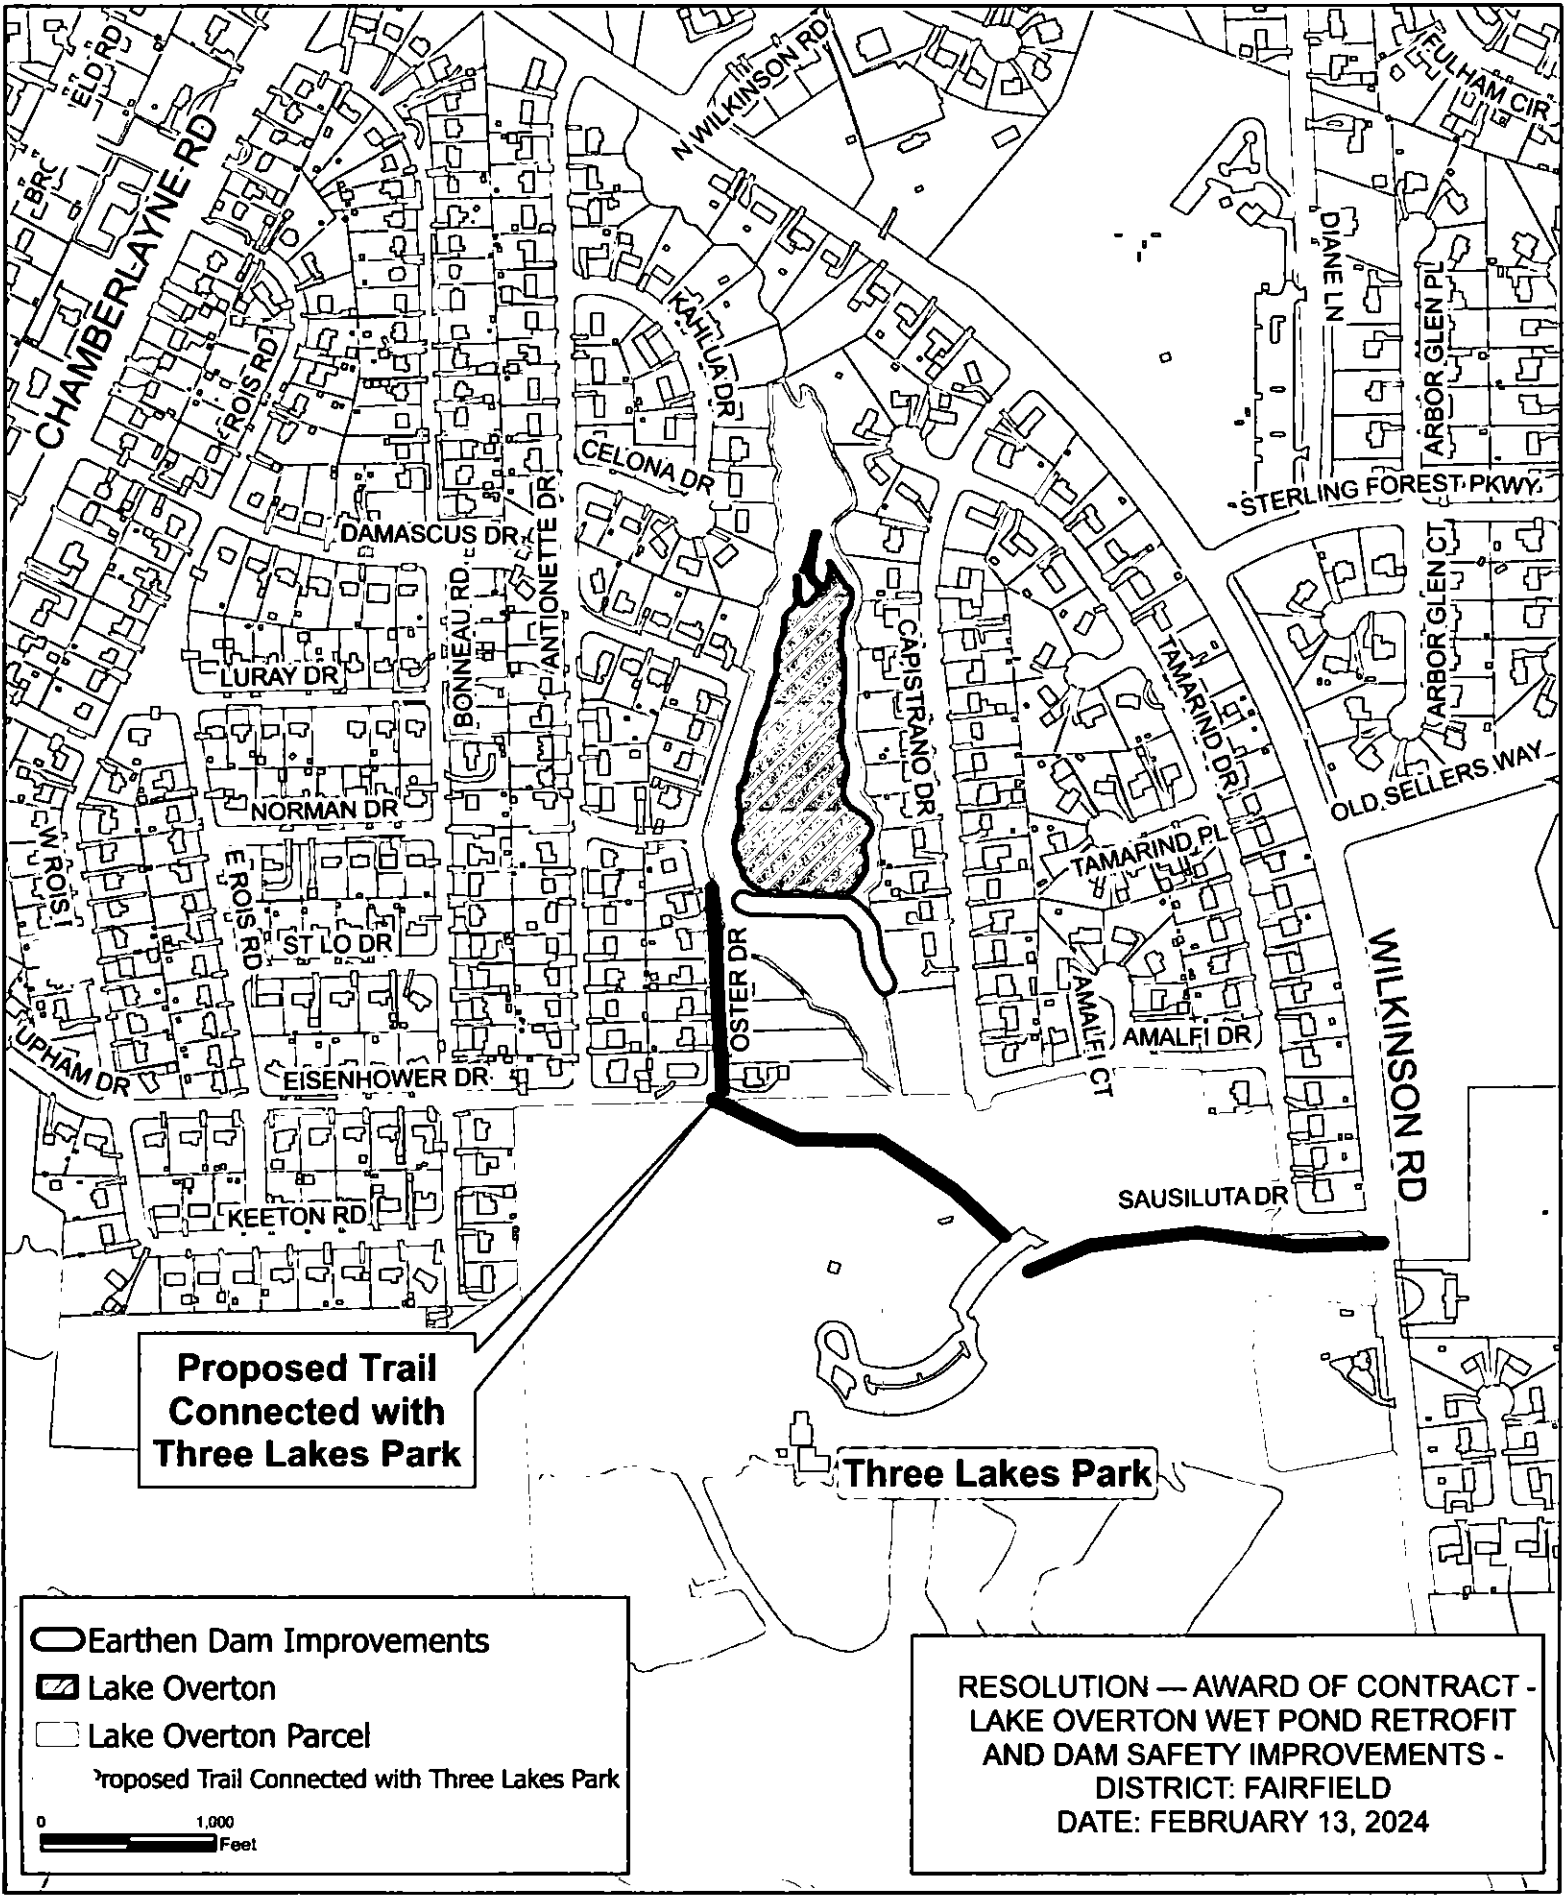 ELD RD
BRO
CHAMBERLAYNE RD
N WILKINSON RD
FULHAM CIR
DIANE LN
ARBOR GLEN PL
KAHLUA DR
ROIS RD
CELONA DR
STERLING FOREST PKWY
DAMASCUS DR
ANTIONETTE DR
BONNEAU RD
ARBOR GLEN CT
LURAY DR
CAPISTRANO DR
TAMARIND DR
OLD SELLERS WAY
NORMAN DR
W ROIS
E ROIS RD
TAMARIND PL
ST LO DR
OSTER DR
WILKINSON RD
AMALFI CT
AMALFI DR
UPHAM DR
EISENHOWER DR
SAUSILUTA DR
KEETON RD
Proposed Trail
Connected with
Three Lakes Park
Three Lakes Park
Earthen Dam Improvements
Lake Overton
Lake Overton Parcel
Proposed Trail Connected with Three Lakes Park
0 1,000
Feet
RESOLUTION — AWARD OF CONTRACT -
LAKE OVERTON WET POND RETROFIT
AND DAM SAFETY IMPROVEMENTS -
DISTRICT: FAIRFIELD
DATE: FEBRUARY 13, 2024